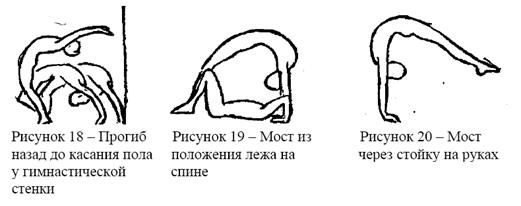 Рисунок 18 – Прогиб
назад до касания пола
у гимнастической
стенки
Рисунок 19 – Мост из
положения лежа на
спине
Рисунок 20 – Мост
через стойку на руках